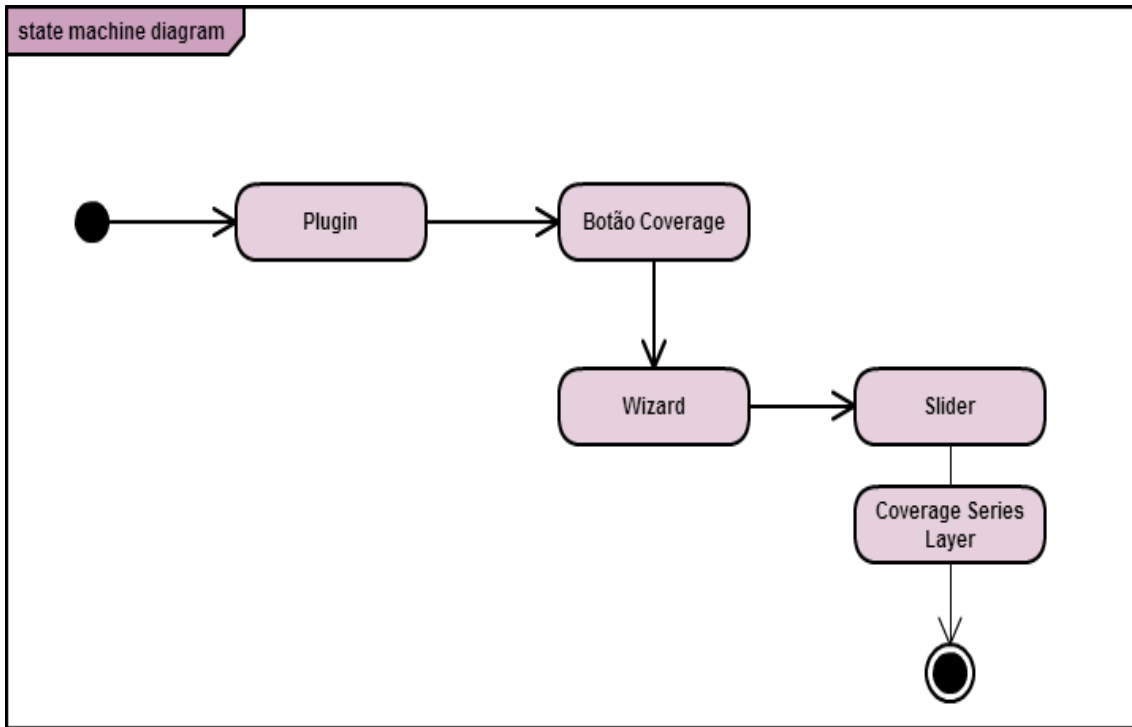 state machine diagram
Plugin
Botão Coverage
Wizard
Slider
Coverage Series
Layer